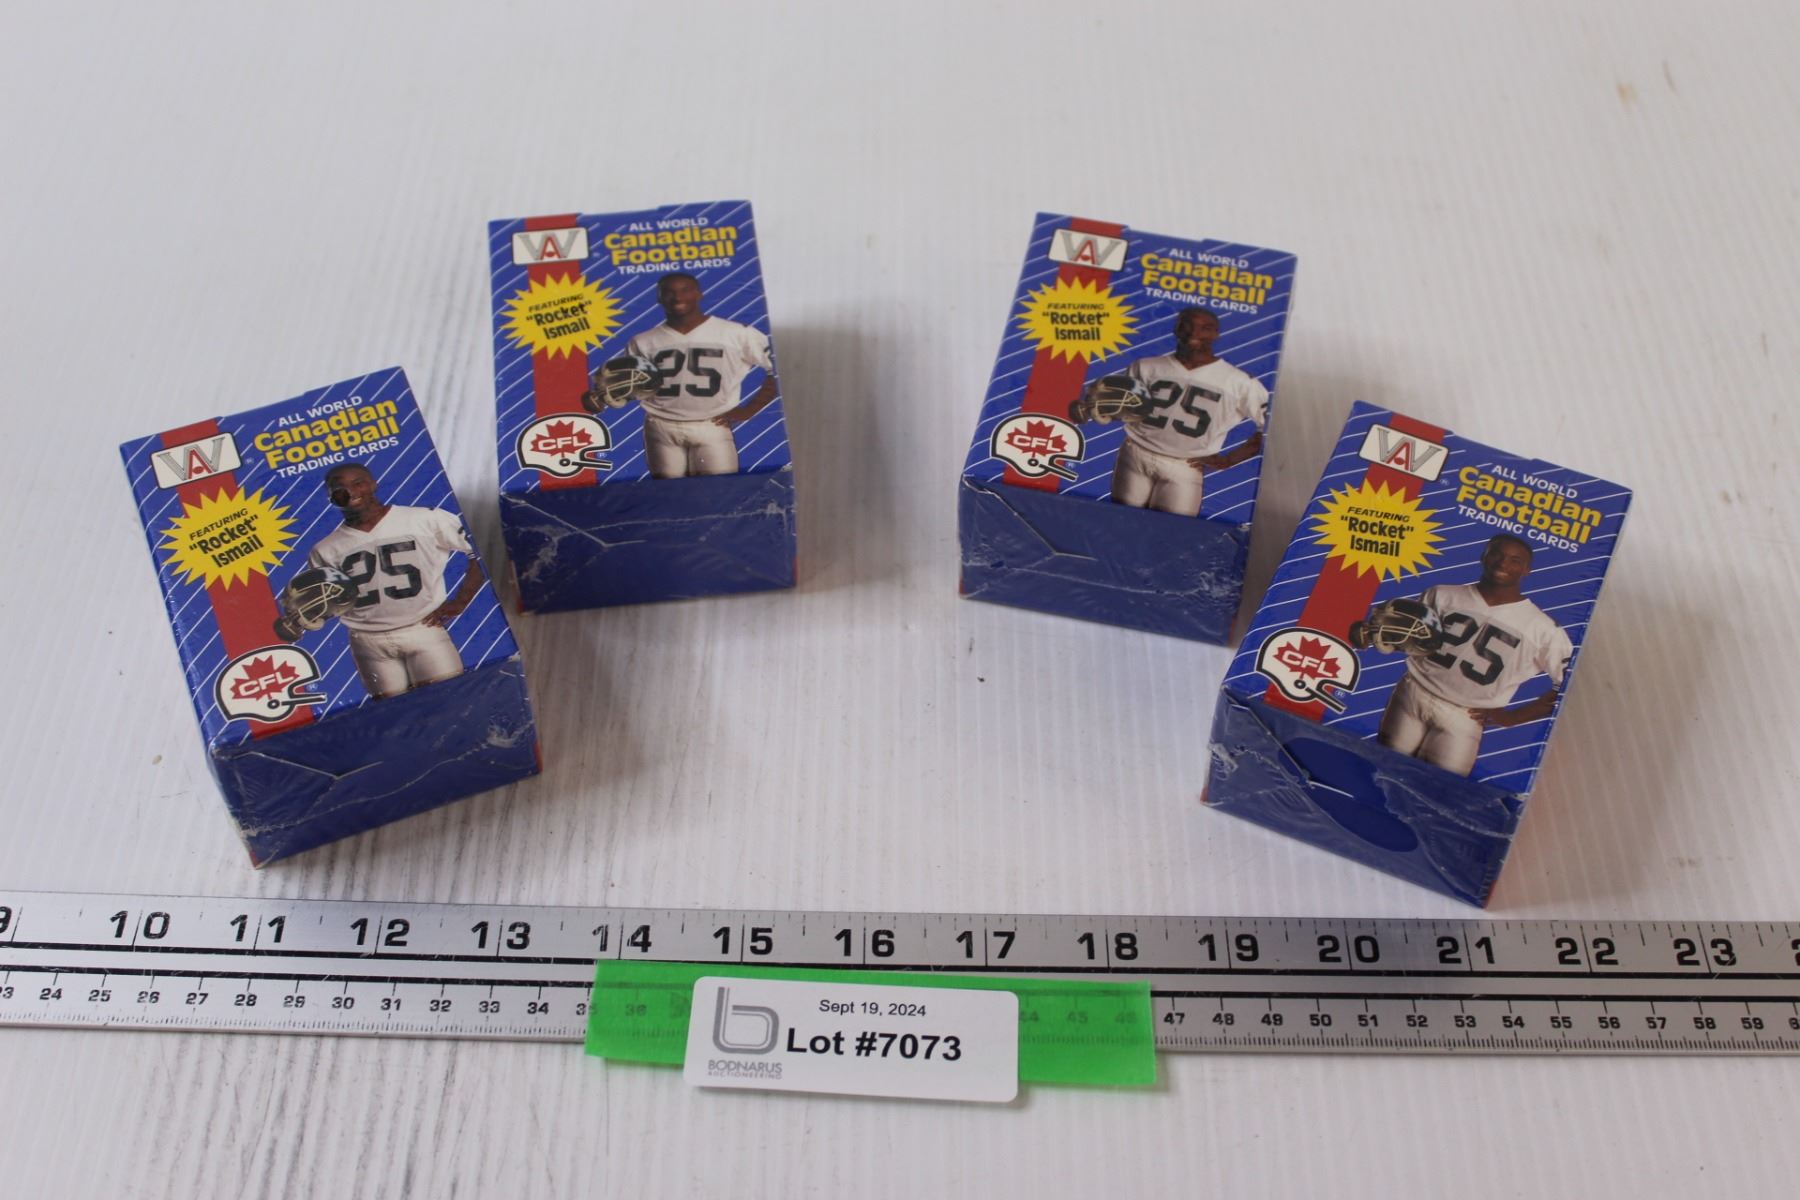 ALL WORLD
Canadian
Football
TRADING CARDS
FEATURING
"Rocket"
Ismail
25
CFL
ALL WORLD
Canadian
Football
TRADING CARDS
FEATURING
"Rocket"
Ismail
25
CFL
ALL WORLD
Canadian
Football
TRADING CARDS
FEATURING
"Rocket"
Ismail
25
CFL
ALL WORLD
Canadian
Football
TRADING CARDS
FEATURING
"Rocket"
Ismail
25
CFL
9 10 11 12 13 14 15 16 17 18 19 20 21 22 23
23 24 25 26 27 28 29 30 31 32 33 34 35 36 44 45 46 47 48 49 50 51 52 53 54 55 56 57 58 59
Sept 19, 2024
Lot #7073
BODNARUS
AUCTIONEERING